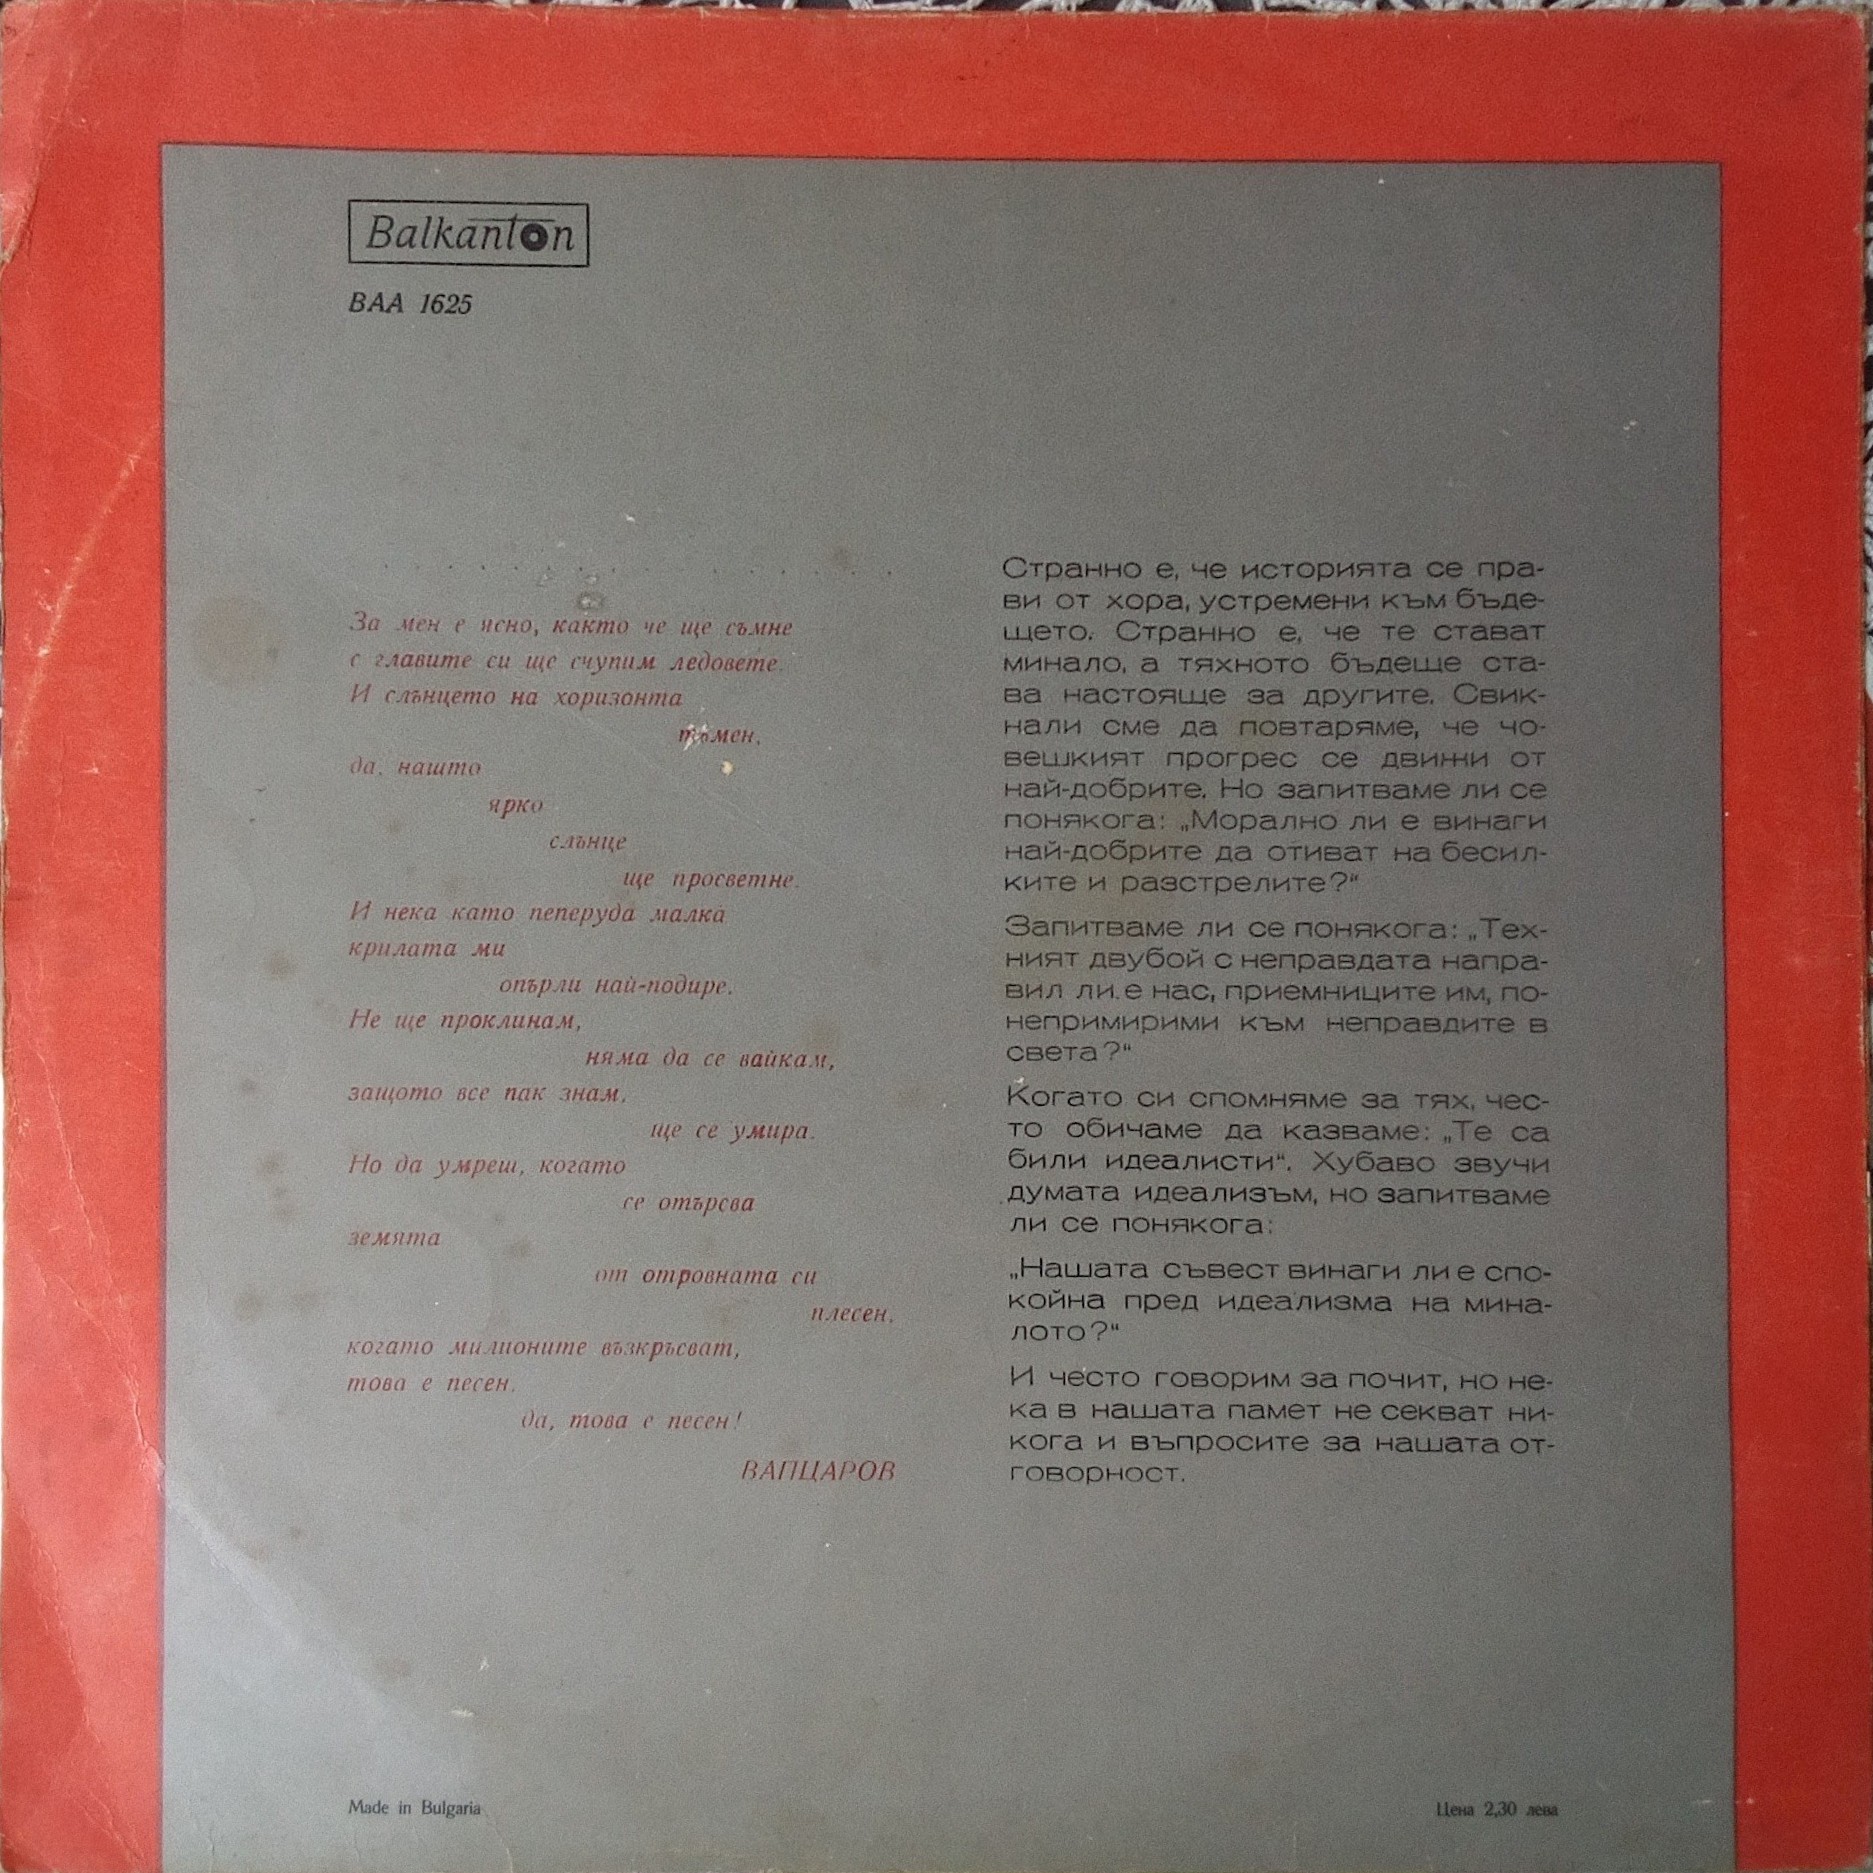 Balkanton
BAA 1625
За мен е ясно, както че ще съмне
с главите си ще счупим ледовете.
И слънцето на хоризонта
тъмен,
да, нашто
ярко
слънце
ще просветне.
И нека като пеперуда малка
крилата ми
опърли най-подире.
Не ще проклинам,
няма да се вайкам,
защото все пак знам,
ще се умира.
Но да умреш, когато
се отърсва
земята
от отровната си
плесен,
когато милионите възкръсват,
това е песен,
да, това е песен!
ВАПЦАРОВ
Странно е, че историята се пра-
ви от хора, устремени към бъде-
щето. Странно е, че те стават
минало, а тяхното бъдеще ста-
ва настояще за другите. Свик-
нали сме да повтаряме, че чо-
вешкият прогрес се движи от
най-добрите. Но запитваме ли се
понякога: „Морално ли е винаги
най-добрите да отиват на бесил-
ките и разстрелите?“
Запитваме ли се понякога: „Тех-
ният двубой с неправдата напра-
вил ли е нас, приемниците им, по-
непримирими към неправдите в
света?“
Когато си спомняме за тях, чес-
то обичаме да казваме: „Те са
били идеалисти“. Хубаво звучи
думата идеализъм, но запитваме
ли се понякога:
„Нашата съвест винаги ли е спо-
койна пред идеализма на мина-
лото?“
И често говорим за почит, но не-
ка в нашата памет не секват ни-
кога и въпросите за нашата от-
говорност.
Made in Bulgaria
Цена 2,30 лева